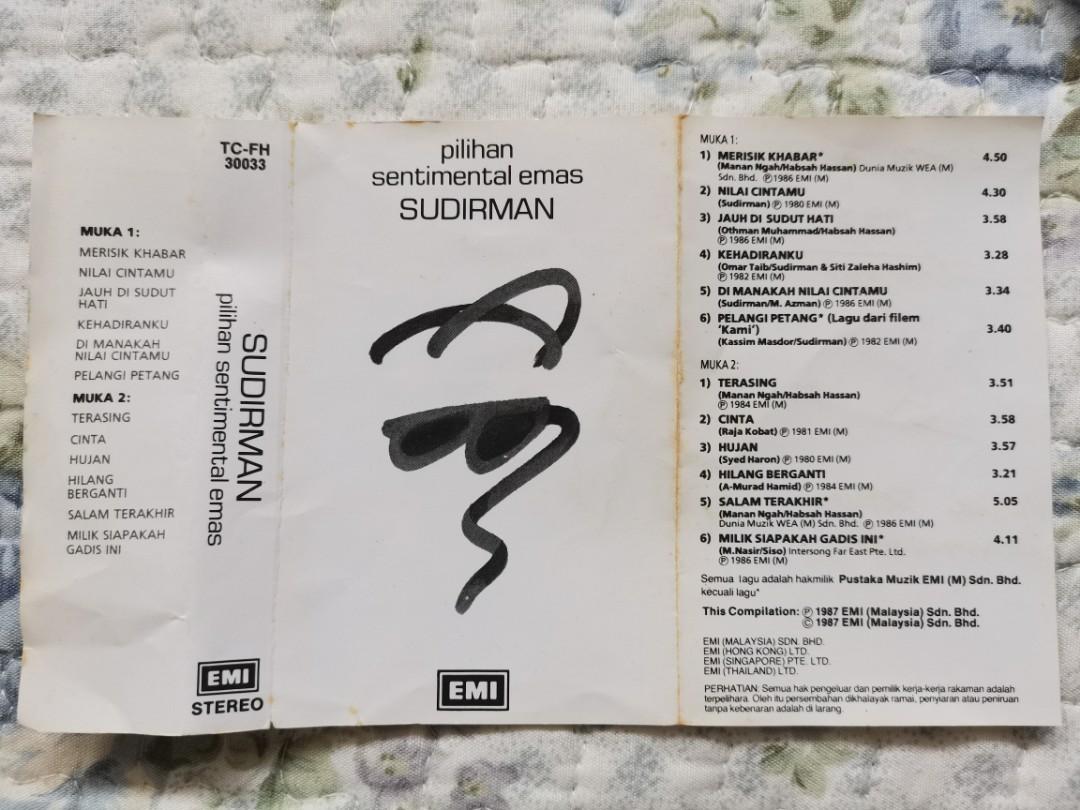 TC-FH
30033
MUKA 1:
MERISIK KHABAR
NILAI CINTAMU
JAUH DI SUDUT
HATI
KEHADIRANKU
DI MANAKAH
NILAI CINTAMU
PELANGI PETANG
MUKA 2:
TERASING
CINTA
HUJAN
HILANG
BERGANTI
SALAM TERAKHIR
MILIK SIAPAKAH
GADIS INI
SUDIRMAN
pilihan sentimental emas
EMI
STEREO
pilihan
sentimental emas
SUDIRMAN
EMI
MUKA 1:
1) MERISIK KHABAR* 4.50
(Manan Ngah/Habsah Hassan) Dunia Muzik WEA (M)
Sdn. Bhd. Ⓟ1986 EMI (M)
2) NILAI CINTAMU 4.30
(Sudirman) Ⓟ 1980 EMI (M)
3) JAUH DI SUDUT HATI 3.58
(Othman Muhammad/Habsah Hassan)
Ⓟ 1986 EMI (M)
4) KEHADIRANKU 3.28
(Omar Taib/Sudirman & Siti Zaleha Hashim)
Ⓟ 1982 EMI (M)
5) DI MANAKAH NILAI CINTAMU 3.34
(Sudirman/M. Azman) Ⓟ 1986 EMI (M)
6) PELANGI PETANG* (Lagu dari filem
'Kami') 3.40
(Kassim Masdor/Sudirman) Ⓟ 1982 EMI (M)
MUKA 2:
1) TERASING 3.51
(Manan Ngah/Habsah Hassan)
Ⓟ 1984 EMI (M)
2) CINTA 3.58
(Raja Kobat) Ⓟ 1981 EMI (M)
3) HUJAN 3.57
(Syed Haron) Ⓟ 1980 EMI (M)
4) HILANG BERGANTI 3.21
(A-Murad Hamid) Ⓟ 1984 EMI (M)
5) SALAM TERAKHIR* 5.05
(Manan Ngah/Habsah Hassan)
Dunia Muzik WEA (M) Sdn. Bhd. Ⓟ 1986 EMI (M)
6) MILIK SIAPAKAH GADIS INI* 4.11
(M.Nasir/Siso) Intersong Far East Pte. Ltd.
Ⓟ 1986 EMI (M)
Semua lagu adalah hakmilik Pustaka Muzik EMI (M) Sdn. Bhd.
kecuali lagu*
This Compilation: Ⓟ 1987 EMI (Malaysia) Sdn. Bhd.
© 1987 EMI (Malaysia) Sdn. Bhd.
EMI (MALAYSIA) SDN. BHD.
EMI (HONG KONG) LTD.
EMI (SINGAPORE) PTE. LTD.
EMI (THAILAND) LTD.
PERHATIAN: Semua hak pengeluar dan pemilik kerja-kerja rakaman adalah
terpelihara. Oleh itu persembahan dikhalayak ramai, penyiaran atau peniruan
tanpa kebenaran adalah di larang.